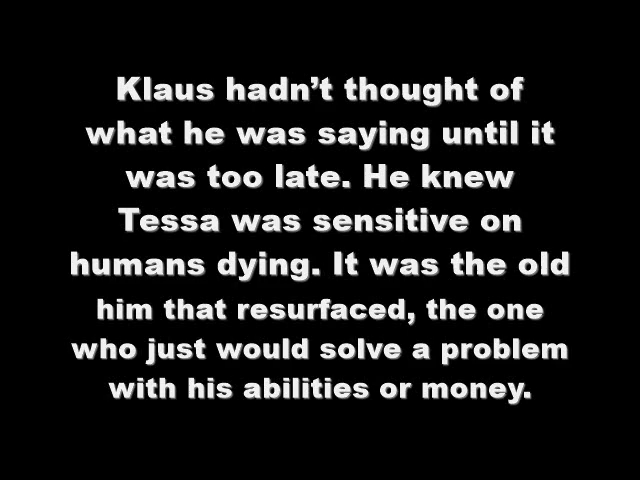 Klaus hadn’t thought of
what he was saying until it
was too late. He knew
Tessa was sensitive on
humans dying. It was the old
him that resurfaced, the one
who just would solve a problem
with his abilities or money.